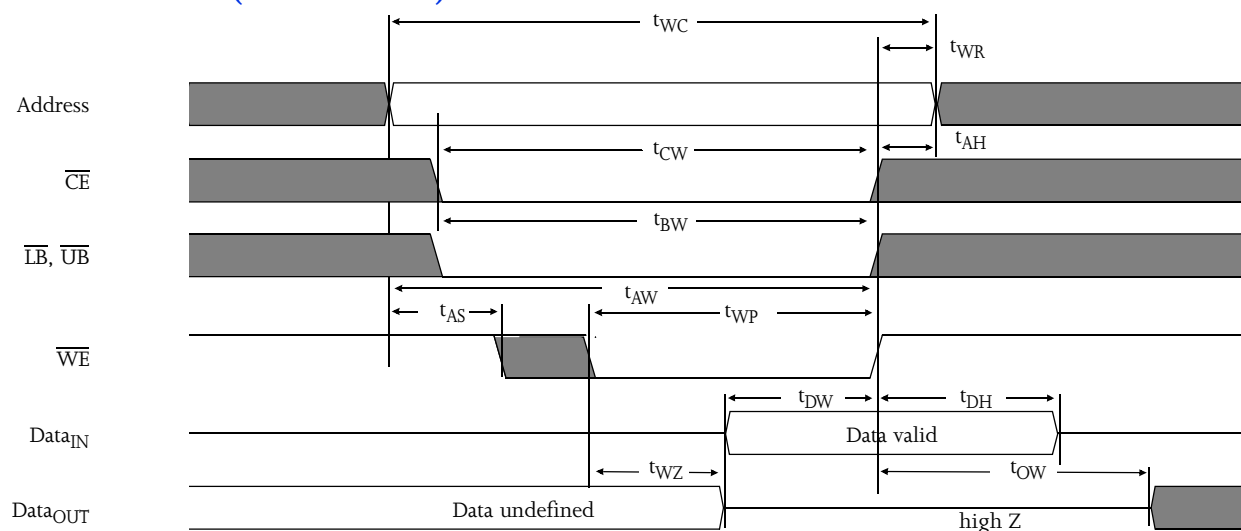 tWC
tWR
Address
tAH
tCW
CE
tBW
LB, UB
tAW
tAS
tWP
WE
tDW
tDH
DataIN
Data valid
tWZ
tOW
DataOUT
Data undefined
high Z